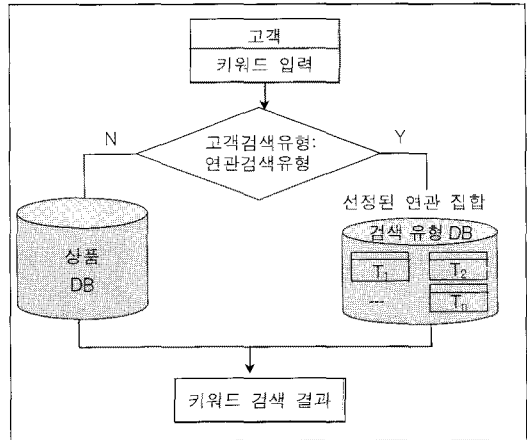 고객
키워드 입력
고객검색유형:
연관검색유형
N
Y
선정된 연관 집합
상품
DB
검색 유형 DB
T1
T2
---
Tn
키워드 검색 결과